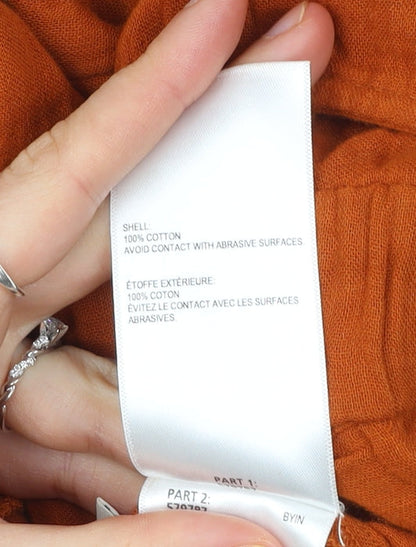 SHELL:
100% COTTON
AVOID CONTACT WITH ABRASIVE SURFACES
ÉTOFFE EXTÉRIEURE:
100% COTON
ÉVITEZ LE CONTACT AVEC LES SURFACES
ABRASIVES.
PART 1:
PART 2:
BYIN